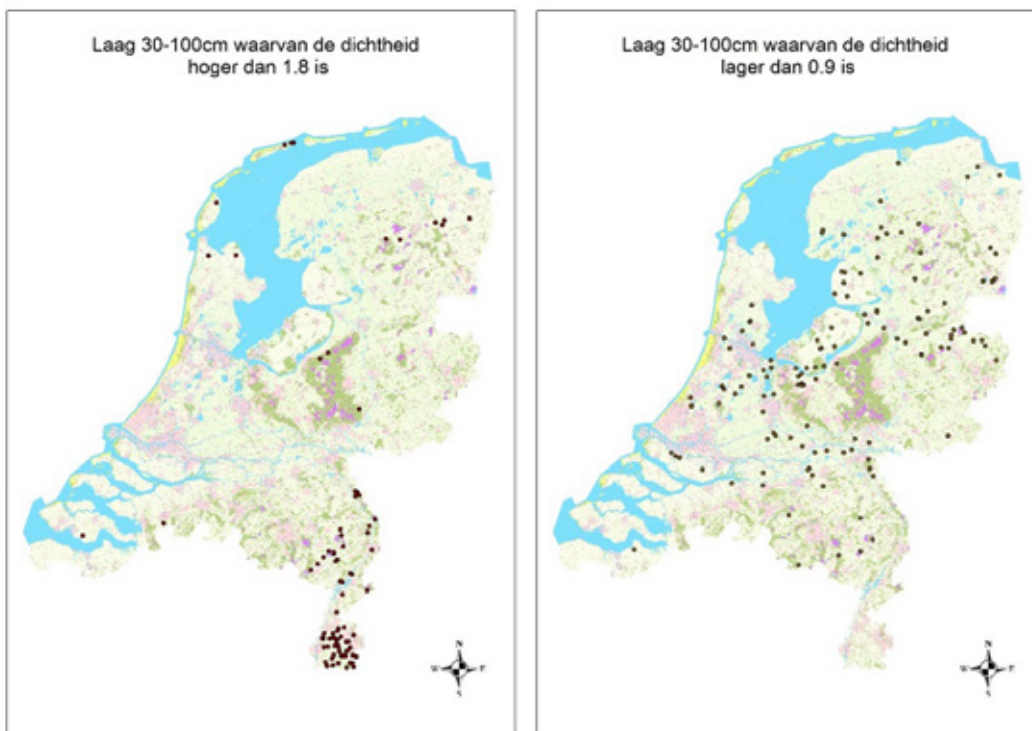 Laag 30-100cm waarvan de dichtheid
hoger dan 1.8 is
N
W E
S
Laag 30-100cm waarvan de dichtheid
lager dan 0.9 is
N
W E
S